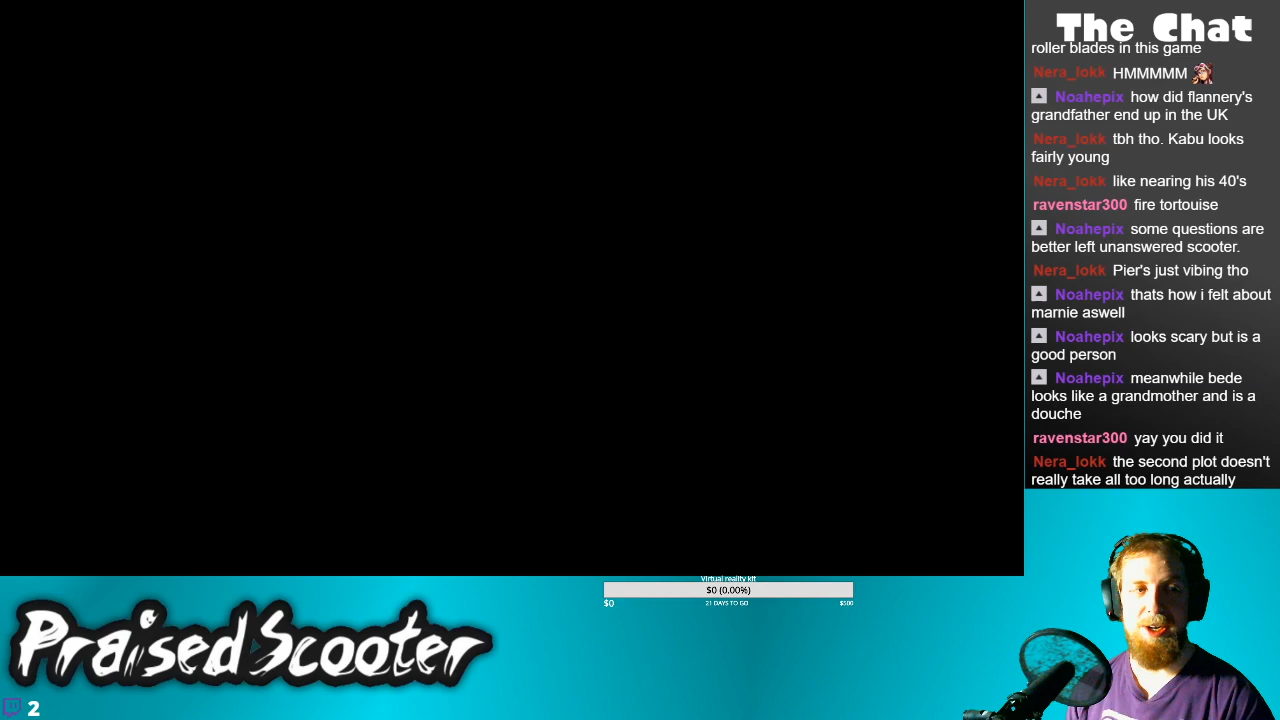 The Chat
roller blades in this game
Nera_lokk HMMMMM
Noahepix how did flannery's
grandfather end up in the UK
Nera_lokk tbh tho. Kabu looks
fairly young
Nera_lokk like nearing his 40's
ravenstar300 fire tortouise
Noahepix some questions are
better left unanswered scooter.
Nera_lokk Pier's just vibing tho
Noahepix thats how i felt about
marnie aswell
Noahepix looks scary but is a
good person
Noahepix meanwhile bede
looks like a grandmother and is a
douche
ravenstar300 yay you did it
Nera_lokk the second plot doesn't
really take all too long actually
Virtual reality kit
$0 (0.00%)
$0 21 DAYS TO GO $500
PraisedScooter
2